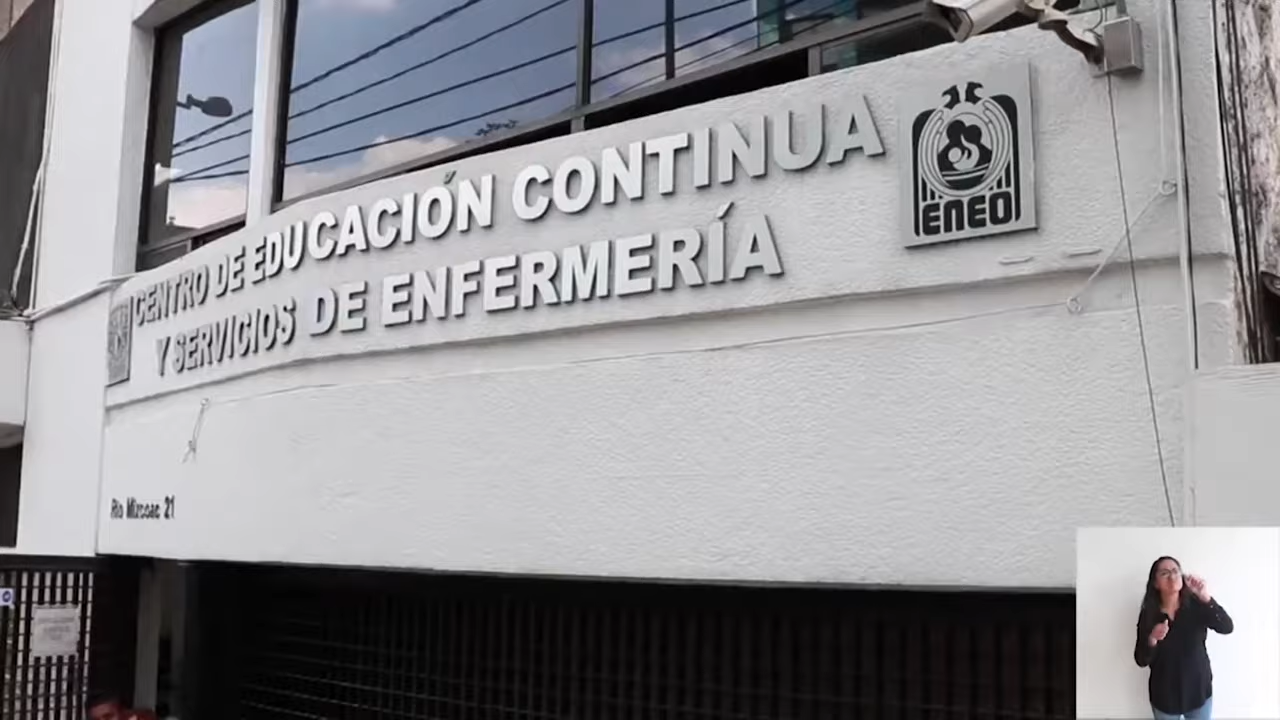 CENTRO DE EDUCACIÓN CONTINUA
Y SERVICIOS DE ENFERMERÍA
ENEO
Río Mixcoac 21